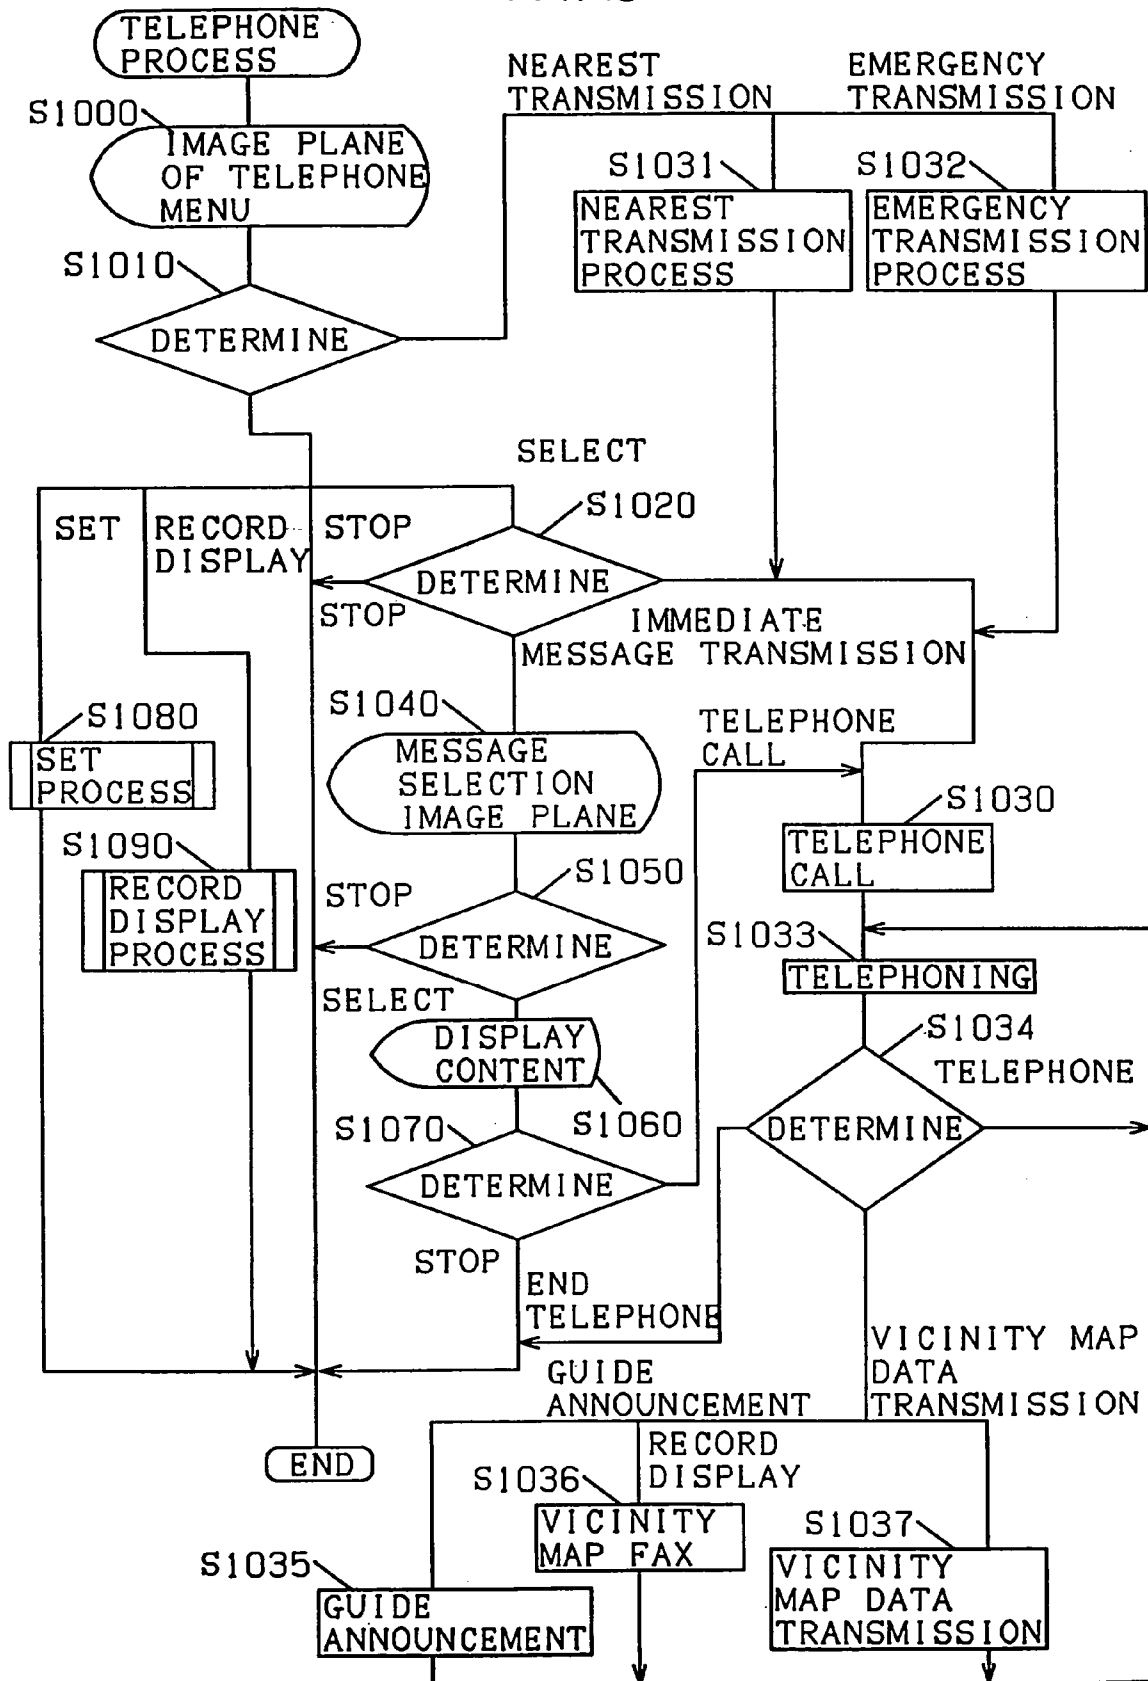 TELEPHONE
PROCESS
NEAREST
TRANSMISSION
EMERGENCY
TRANSMISSION
S1000
IMAGE PLANE
OF TELEPHONE
MENU
S1031
NEAREST
TRANSMISSION
PROCESS
S1032
EMERGENCY
TRANSMISSION
PROCESS
S1010
DETERMINE
SELECT
SET
RECORD
DISPLAY
STOP
S1020
DETERMINE
STOP
IMMEDIATE
MESSAGE TRANSMISSION
S1040
MESSAGE
SELECTION
IMAGE PLANE
TELEPHONE
CALL
S1080
SET
PROCESS
S1030
TELEPHONE
CALL
S1090
RECORD
DISPLAY
PROCESS
STOP
S1050
DETERMINE
S1033
TELEPHONING
SELECT
DISPLAY
CONTENT
S1060
S1034
TELEPHONE
DETERMINE
S1070
DETERMINE
STOP
END
TELEPHONE
VICINITY MAP
DATA
TRANSMISSION
GUIDE
ANNOUNCEMENT
RECORD
DISPLAY
END
S1036
VICINITY
MAP FAX
S1037
VICINITY
MAP DATA
TRANSMISSION
S1035
GUIDE
ANNOUNCEMENT